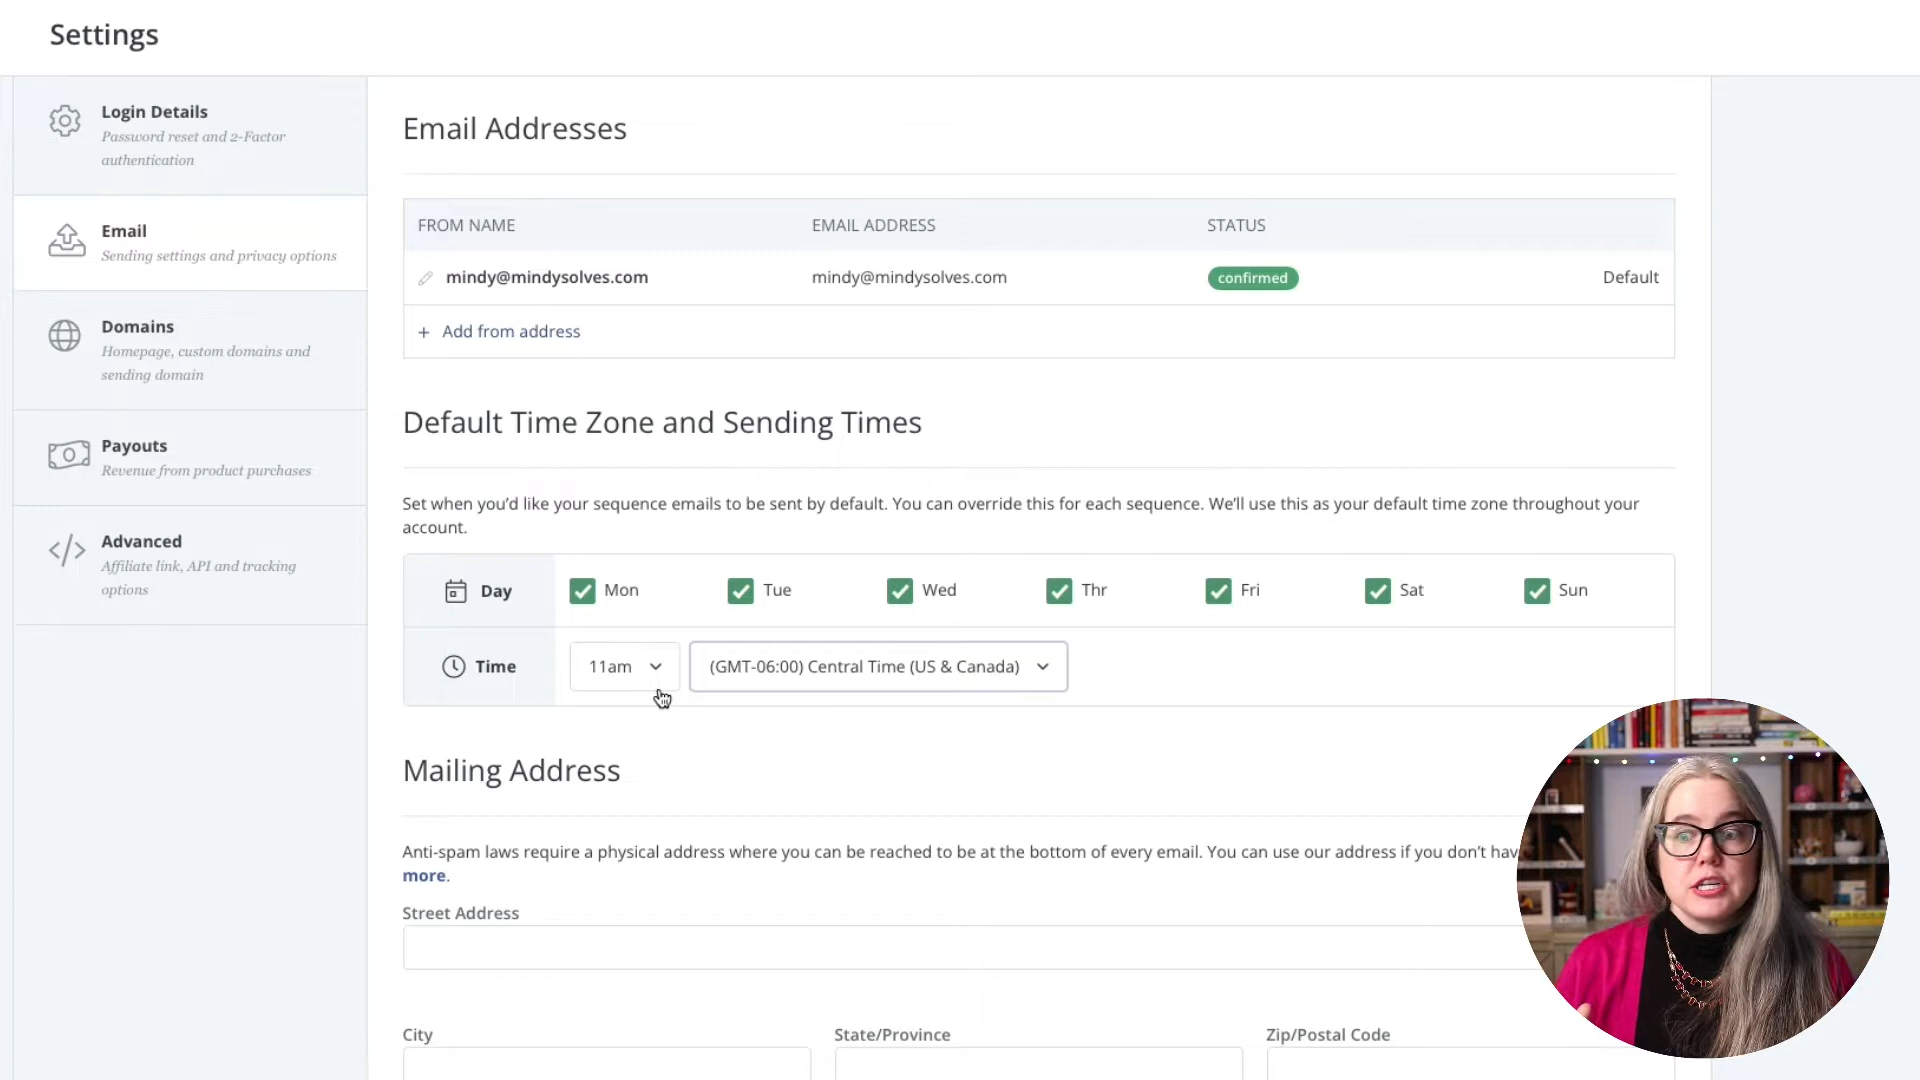 Settings
Login Details
Password reset and 2-Factor
authentication
Email
Sending settings and privacy options
Domains
Homepage, custom domains and
sending domain
Payouts
Revenue from product purchases
Advanced
Affiliate link, API and tracking
options
Email Addresses
FROM NAME EMAIL ADDRESS STATUS
mindy@mindysolves.com mindy@mindysolves.com confirmed Default
+ Add from address
Default Time Zone and Sending Times
Set when you’d like your sequence emails to be sent by default. You can override this for each sequence. We’ll use this as your default time zone throughout your
account.
Day Mon Tue Wed Thr Fri Sat Sun
Time 11am (GMT-06:00) Central Time (US & Canada)
Mailing Address
Anti-spam laws require a physical address where you can be reached to be at the bottom of every email. You can use our address if you don’t hav
more.
Street Address
City State/Province Zip/Postal Code